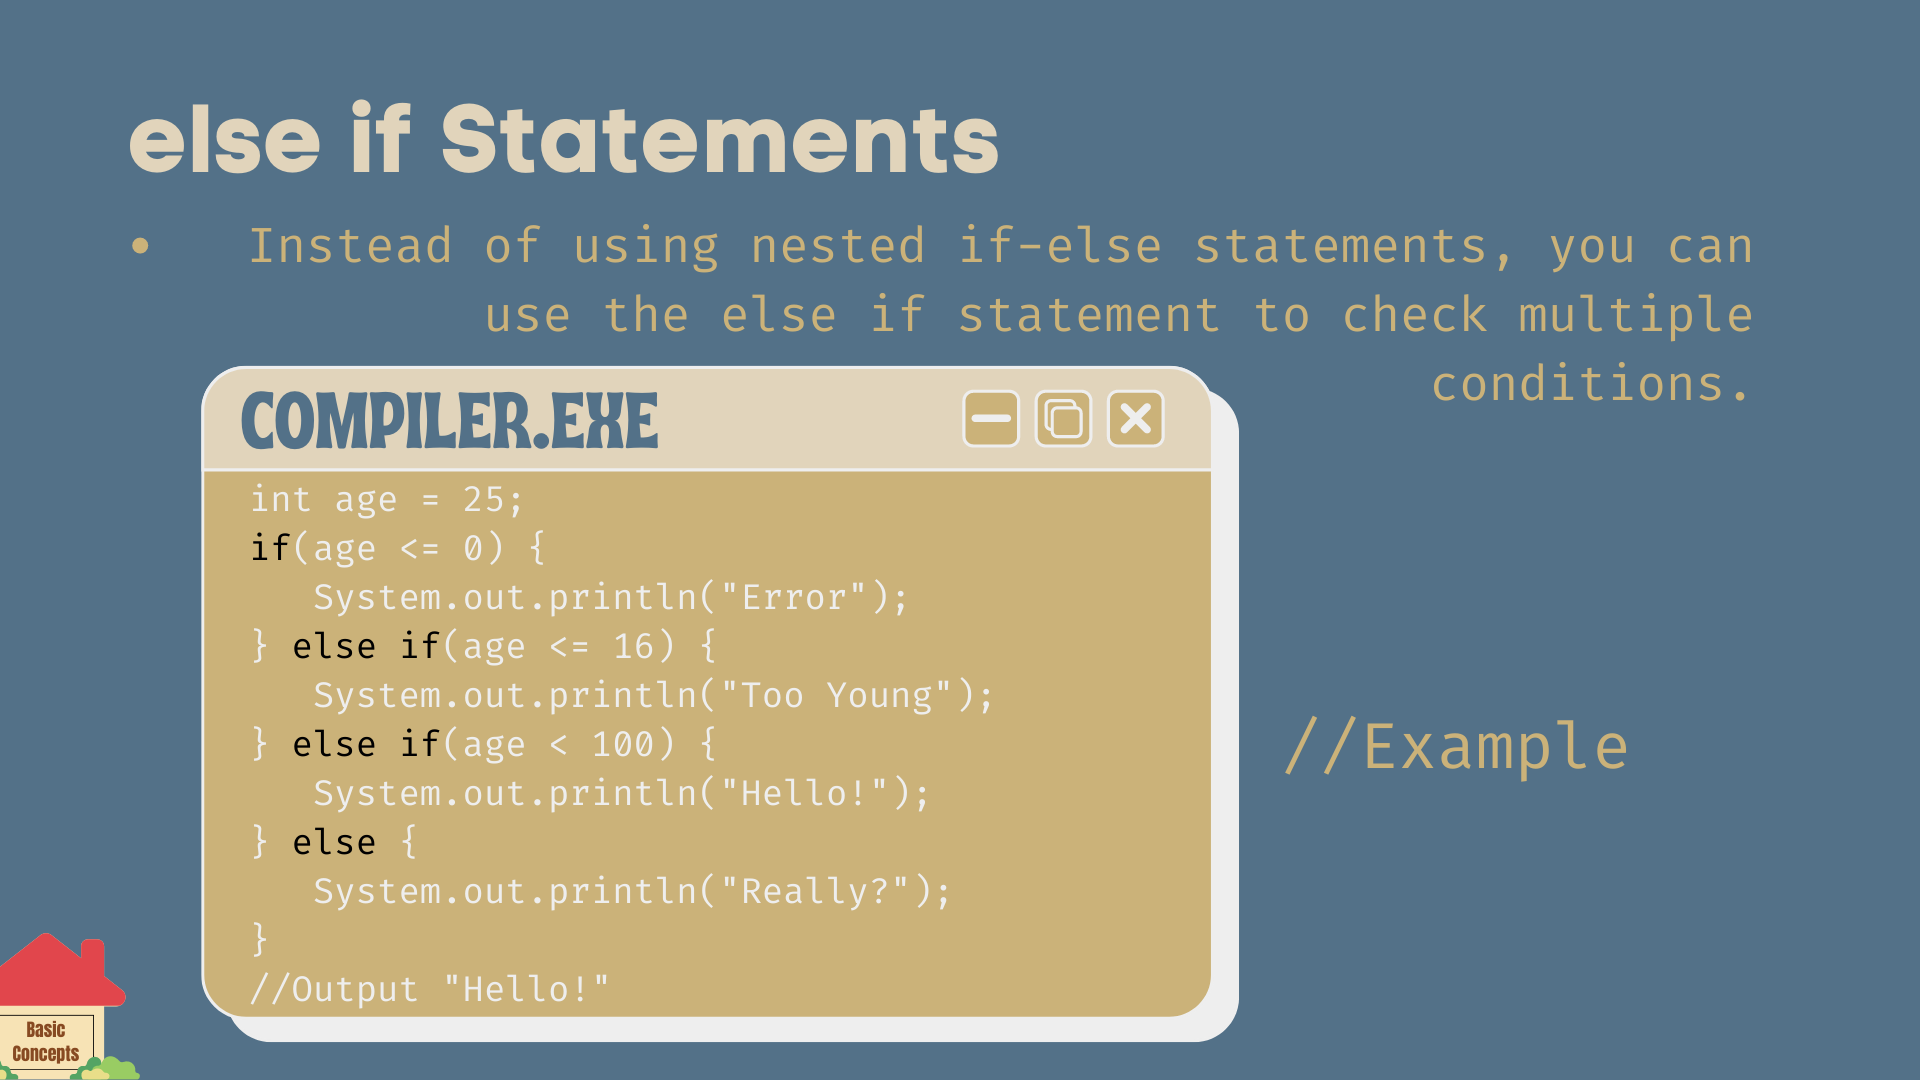 else if Statements
• Instead of using nested if-else statements, you can
use the else if statement to check multiple
conditions.
COMPILER.EXE
int age = 25;
if(age <= 0) {
   System.out.println("Error");
} else if(age <= 16) {
   System.out.println("Too Young");
} else if(age < 100) {
   System.out.println("Hello!");
} else {
   System.out.println("Really?");
}
//Output "Hello!"
//Example
Basic
Concepts